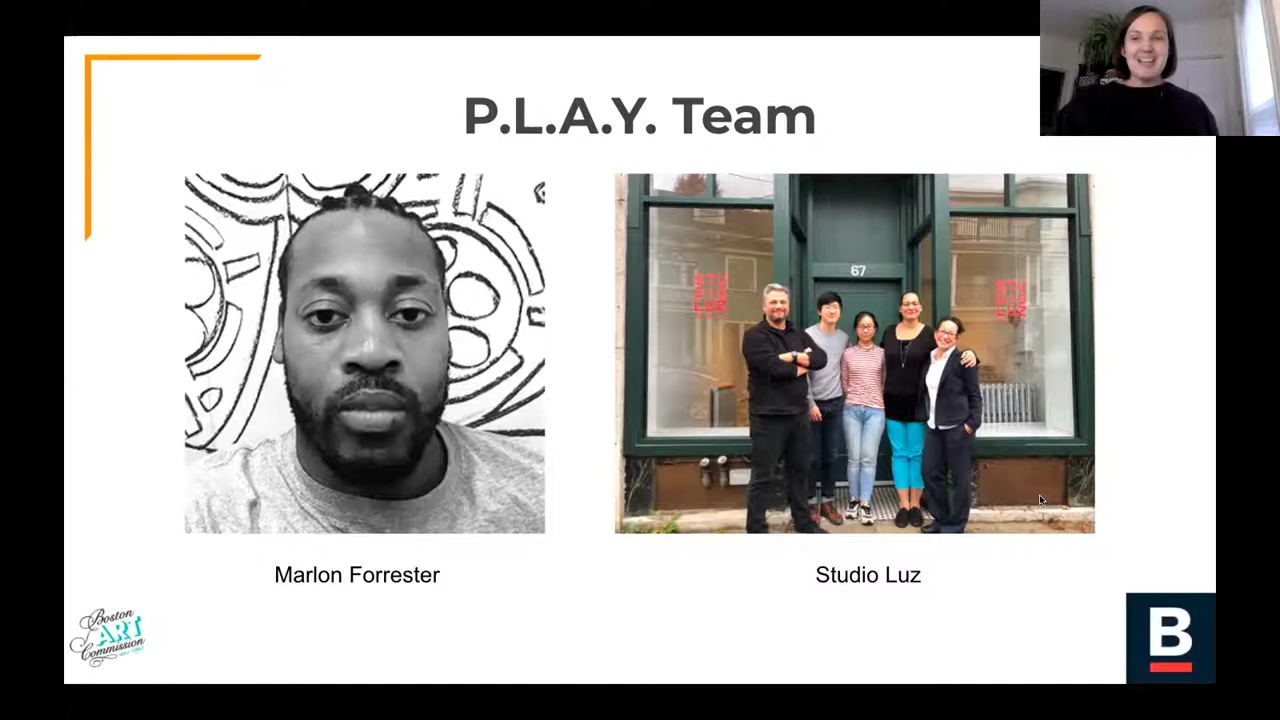 P.L.A.Y. Team
67
STU
DIO
LUZ
STU
DIO
LUZ
Marlon Forrester
Studio Luz
Boston
ART
Commission
B